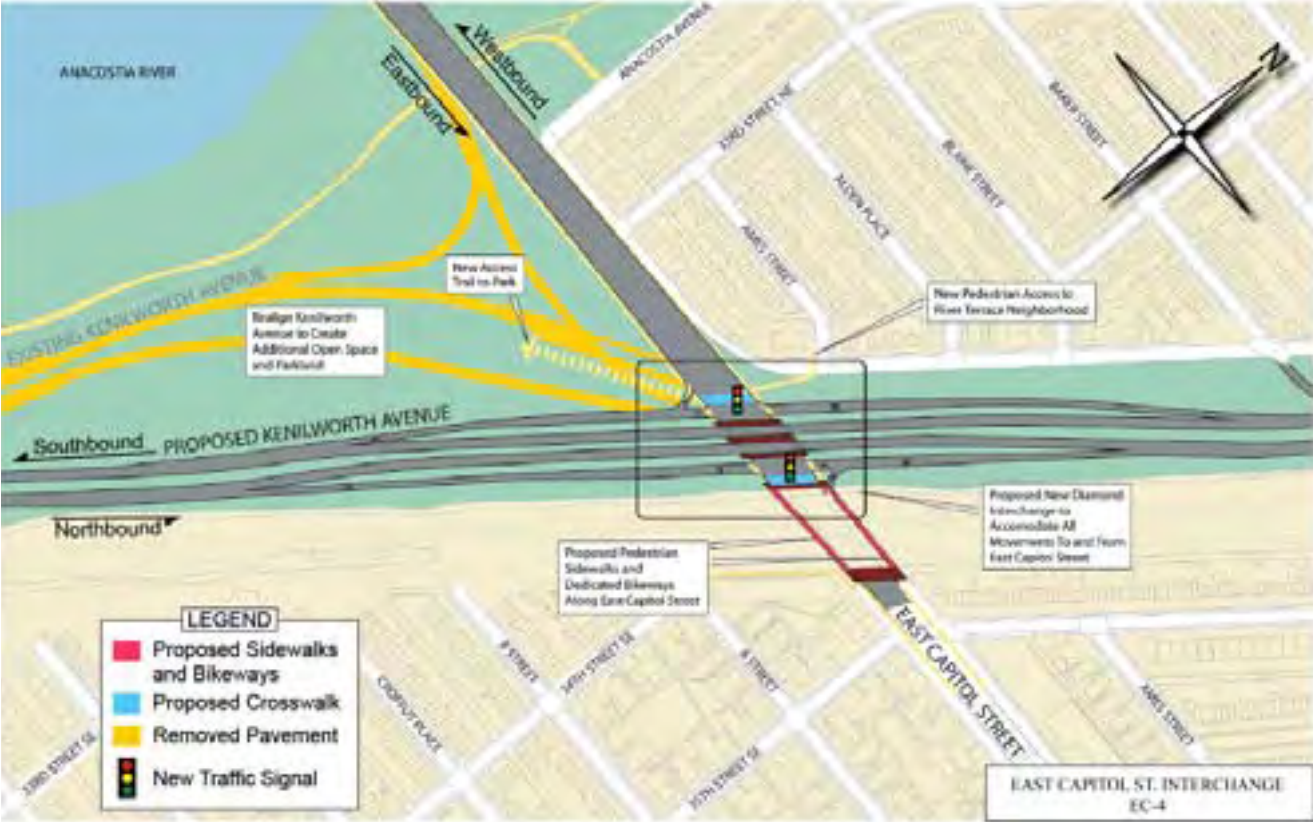 ANACOSTIA RIVER
Westbound
Eastbound
ANACOSTIA AVENUE
33RD STREET NE
BAKER STREET
BLAINE STREET
ALDEN PLACE
AMES STREET
N
EXISTING KENILWORTH AVENUE
New Access
Trail to Park
New Pedestrian Access to
River Terrace Neighborhood
Realign Kenilworth
Avenue to Create
Additional Open Space
and Parkland
Southbound
PROPOSED KENILWORTH AVENUE
Northbound
Proposed New Diamond
Interchange to
Accomodate All
Movements To and From
East Capitol Street
Proposed Pedestrian
Sidewalks and
Dedicated Bikeways
Along East Capitol Street
EAST CAPITOL STREET
LEGEND
Proposed Sidewalks
and Bikeways
Proposed Crosswalk
Removed Pavement
New Traffic Signal
33RD STREET SE
CROFFUT PLACE
B STREET
34TH STREET SE
B STREET
35TH STREET SE
AMES STREET
EAST CAPITOL ST. INTERCHANGE
EC-4